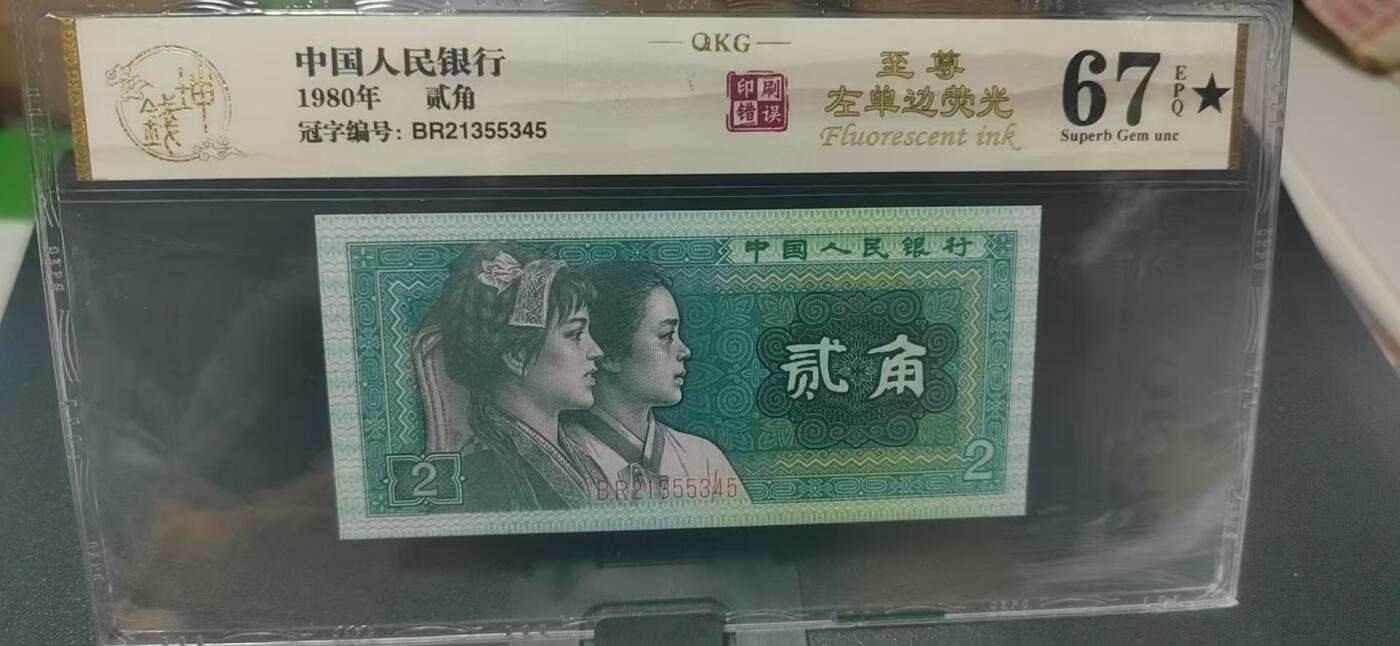 QKG
中国人民银行
1980年 贰角
冠字编号: BR21355345
印刷
错误
至尊
左单边荧光
Fluorescent ink
67 EPQ ★
Superb Gem unc
中国人民银行
贰角
2
2
BR21355345